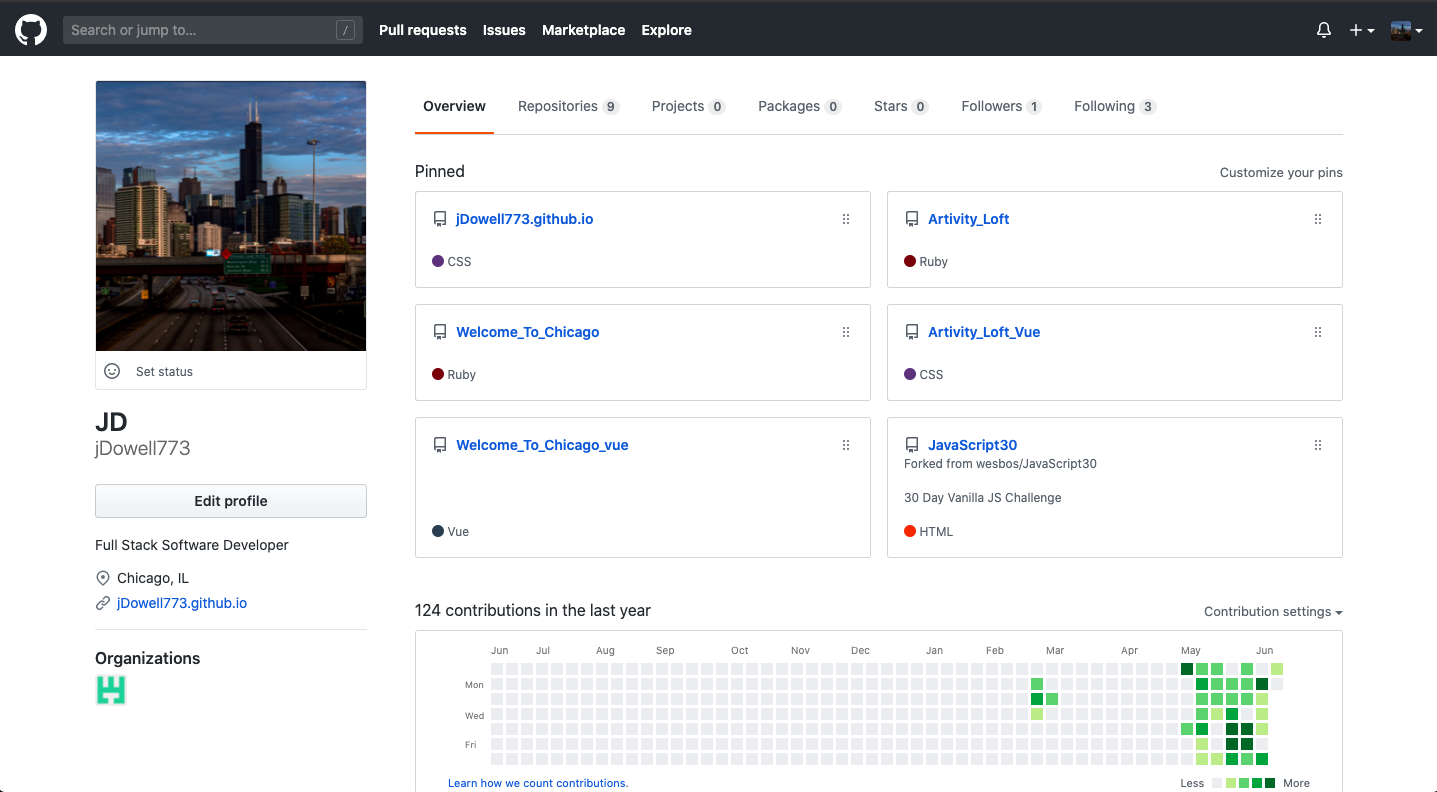 Search or jump to... / Pull requests Issues Marketplace Explore
Overview Repositories 9 Projects 0 Packages 0 Stars 0 Followers 1 Following 3
Set status
JD
jDowell773
Edit profile
Full Stack Software Developer
Chicago, IL
jDowell773.github.io
Organizations
Pinned Customize your pins
jDowell773.github.io
CSS
Artivity_Loft
Ruby
Welcome_To_Chicago
Ruby
Artivity_Loft_Vue
CSS
Welcome_To_Chicago_vue
Vue
JavaScript30
Forked from wesbos/JavaScript30
30 Day Vanilla JS Challenge
HTML
124 contributions in the last year Contribution settings
Jun Jul Aug Sep Oct Nov Dec Jan Feb Mar Apr May Jun
Mon
Wed
Fri
Learn how we count contributions. Less More